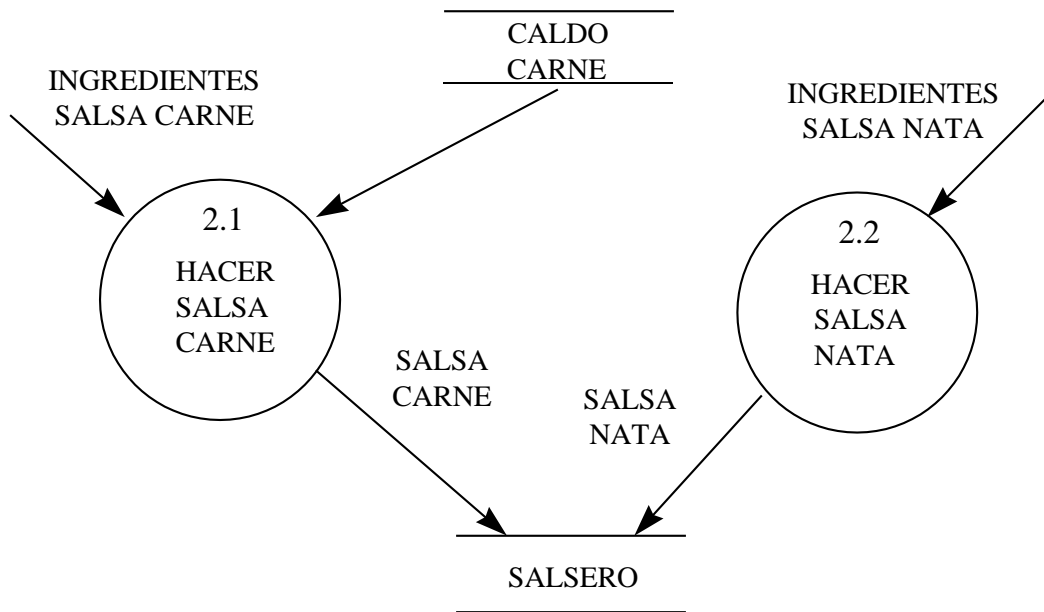 CALDO
CARNE
INGREDIENTES
SALSA CARNE
INGREDIENTES
SALSA NATA
2.1
HACER
SALSA
CARNE
2.2
HACER
SALSA
NATA
SALSA
CARNE
SALSA
NATA
SALSERO